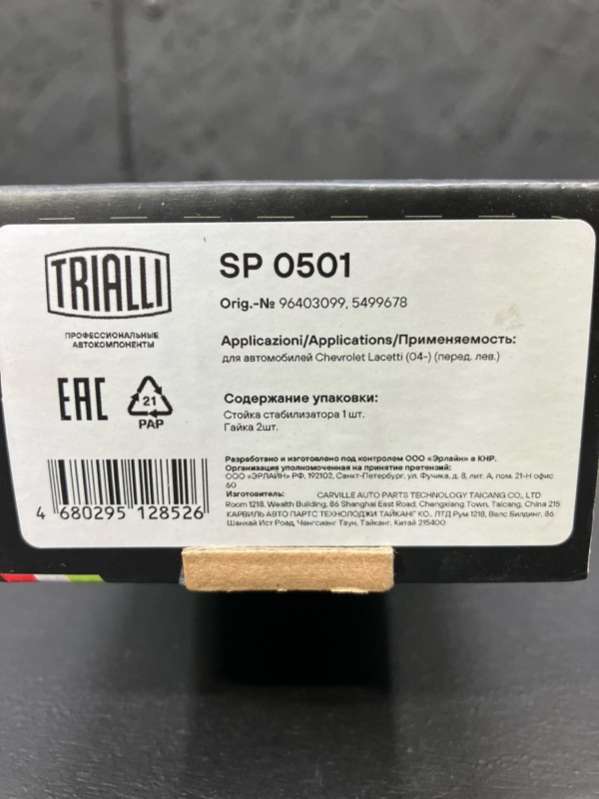 TRIALLI
ПРОФЕССИОНАЛЬНЫЕ
АВТОКОМПОНЕНТЫ
SP 0501
Orig.-№ 96403099, 5499678
Applicazioni/Applications/Применяемость:
для автомобилей Chevrolet Lacetti (04-) (перед. лев.)
EAC
21
PAP
Содержание упаковки:
Стойка стабилизатора 1 шт.
Гайка 2шт.
Разработано и изготовлено под контролем ООО «Эрлайн» в КНР.
Организация уполномоченная на принятие претензий:
ООО «ЭРЛАЙН» РФ, 192102, Санкт-Петербург, ул. Фучика, д. 8, лит. А, пом. 21-Н офис
60
Изготовитель: CARVILLE AUTO PARTS TECHNOLOGY TAICANG CO., LTD
Room 1218, Wealth Building, 86 Shanghai East Road, Chengxiang Town, Taicang, China 215
КАРВИЛЬ АВТО ПАРТС ТЕХНОЛОДЖИ ТАЙКАНГ КО., ЛТД Рум 1218, Велс Билдинг, 86
Шанхай Ист Роад, Ченгсианг Таун, Тайканг, Китай 215400
4 680295 128526